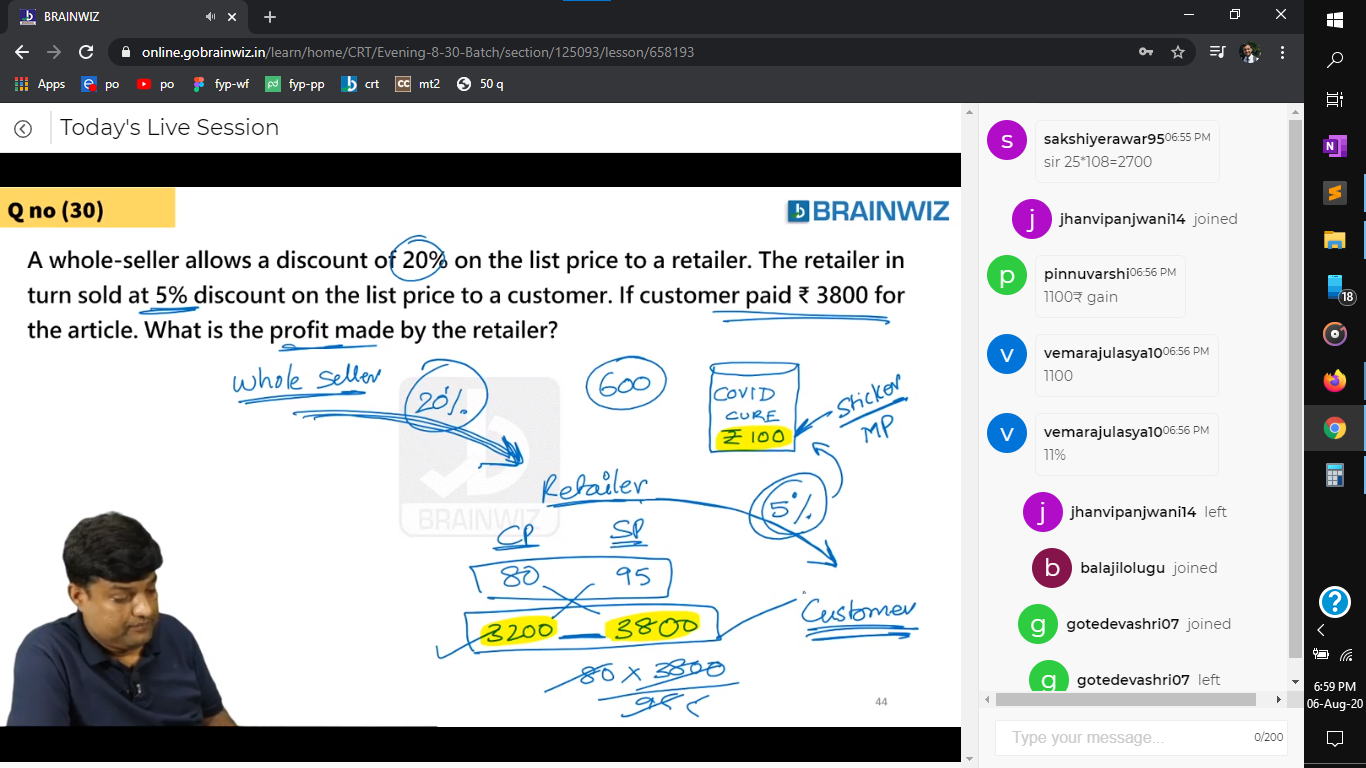 BRAINWIZ
online.gobrainwiz.in/learn/home/CRT/Evening-8-30-Batch/section/125093/lesson/658193
Apps po po fyp-wf fyp-pp crt CC mt2 50 q
Today's Live Session
Q no (30)
BRAINWIZ
A whole-seller allows a discount of 20% on the list price to a retailer. The retailer in
turn sold at 5% discount on the list price to a customer. If customer paid ₹ 3800 for
the article. What is the profit made by the retailer?
Whole Seller
20%
600
COVID
CURE
₹ 100
Sticker
MP
Retailer
5%
BRAINWIZ
CP SP
80 95
3200 — 3800
Customer
80 × 3800
44
s
sakshiyerawar95 06:55 PM
sir 25*108=2700
j
jhanvipanjwani14 joined
p
pinnuvarshi 06:56 PM
1100₹ gain
v
vemarajulasya10 06:56 PM
1100
v
vemarajulasya10 06:56 PM
11%
j
jhanvipanjwani14 left
b
balajilolugu joined
g
gotedevashri07 joined
g
gotedevashri07 left
Type your message... 0/200
18
6:59 PM
06-Aug-20